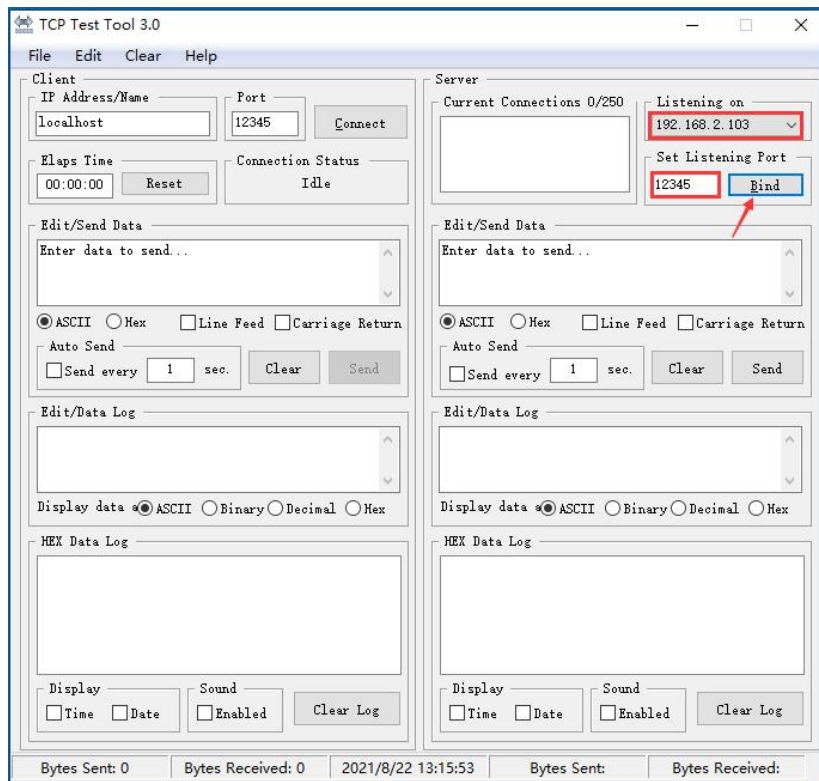 TCP Test Tool 3.0
File Edit Clear Help
Client
IP Address/Name
Port
localhost
12345
Connect
Elaps Time
Connection Status
00:00:00
Reset
Idle
Edit/Send Data
Enter data to send...
ASCII Hex Line Feed Carriage Return
Auto Send
Send every 1 sec.
Clear
Send
Edit/Data Log
Display data a ASCII Binary Decimal Hex
HEX Data Log
Display
Sound
Time Date
Enabled
Clear Log
Server
Current Connections 0/250
Listening on
192.168.2.103
Set Listening Port
12345
Bind
Edit/Send Data
Enter data to send...
ASCII Hex Line Feed Carriage Return
Auto Send
Send every 1 sec.
Clear
Send
Edit/Data Log
Display data a ASCII Binary Decimal Hex
HEX Data Log
Display
Sound
Time Date
Enabled
Clear Log
Bytes Sent: 0 Bytes Received: 0 2021/8/22 13:15:53 Bytes Sent: Bytes Received: